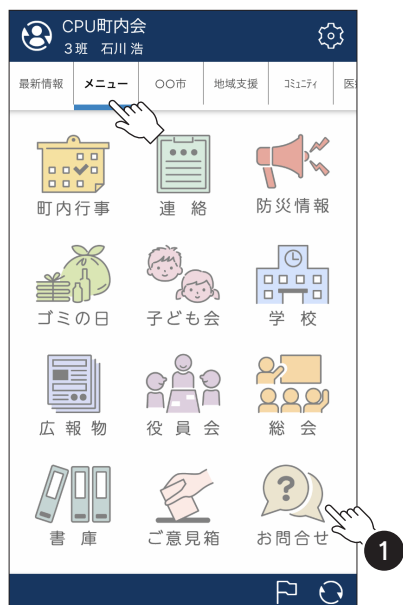 CPU町内会
3班 石川 浩
最新情報 メニュー 〇〇市 地域支援 コミュニティ 医
町内行事 連絡 防災情報
ゴミの日 子ども会 学校
広報物 役員会 総会
?
書庫 ご意見箱 お問合せ
1